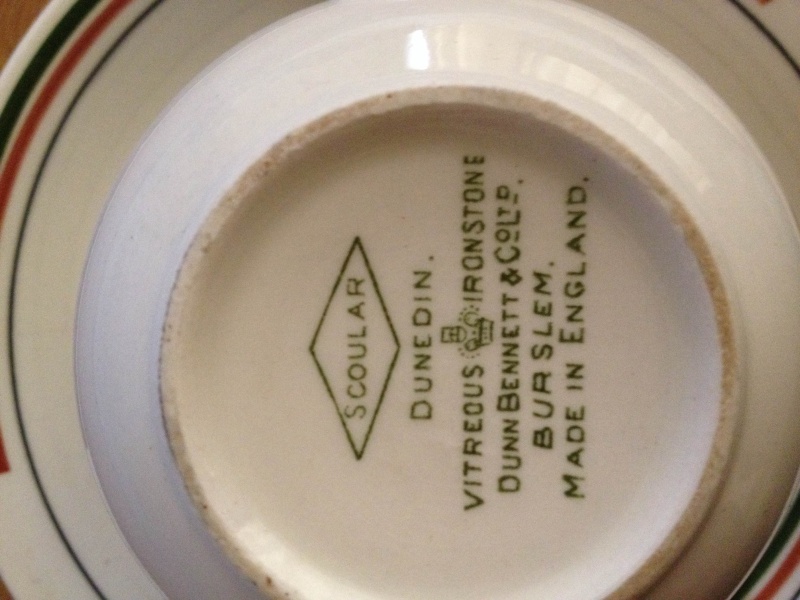 SCOULAR
DUNEDIN.
VITREOUS IRONSTONE
DUNN BENNETT & CO LTD.
BURSLEM.
MADE IN ENGLAND.